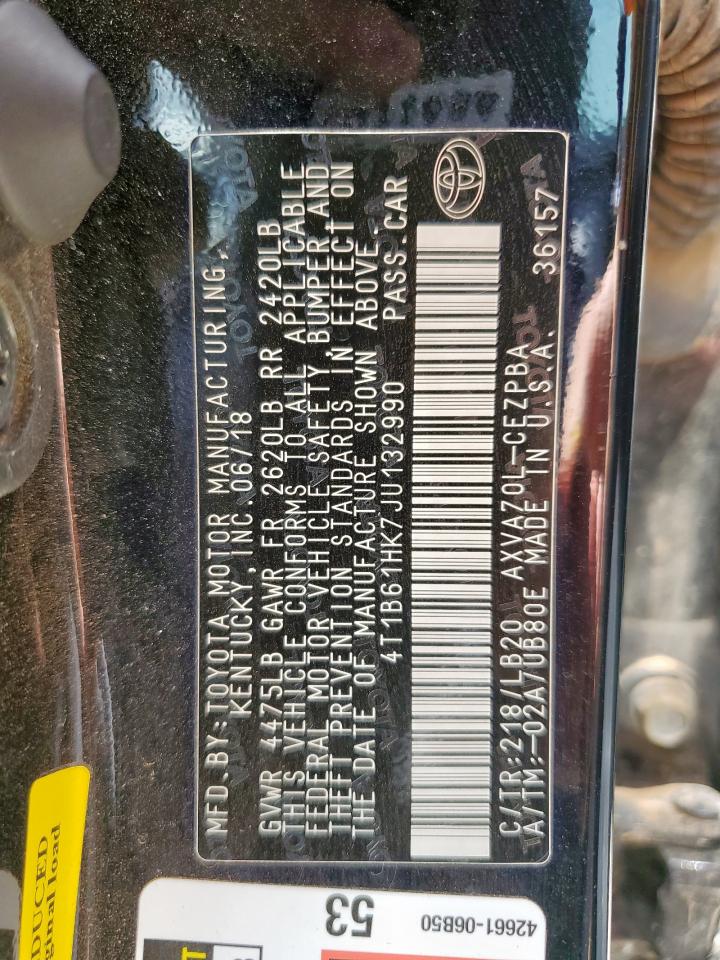 MFD.BY:TOYOTA MOTOR MANUFACTURING,
KENTUCKY, INC. 06/18
GVWR 4475LB GAWR FR 2620LB RR 2420LB
THIS VEHICLE CONFORMS TO ALL APPLICABLE
FEDERAL MOTOR VEHICLE SAFETY, BUMPER AND
THEFT PREVENTION STANDARDS IN EFFECT ON
THE DATE OF MANUFACTURE SHOWN ABOVE.
4T1B61HK7JU132990 PASS.CAR
C/TR:218/LB20 AXVA70L-CEZPBA
A/TM:-02A/UB80E MADE IN U.S.A. 36157
53
42661-06B50
DUCED
ginal load